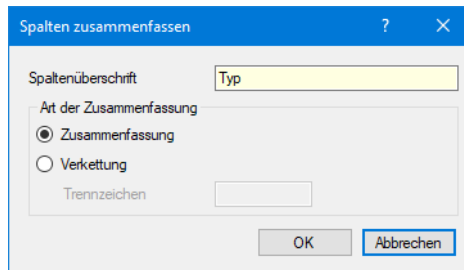 Spalten zusammenfassen
Spaltenüberschrift Typ
Art der Zusammenfassung
Zusammenfassung
Verkettung
Trennzeichen
OK Abbrechen